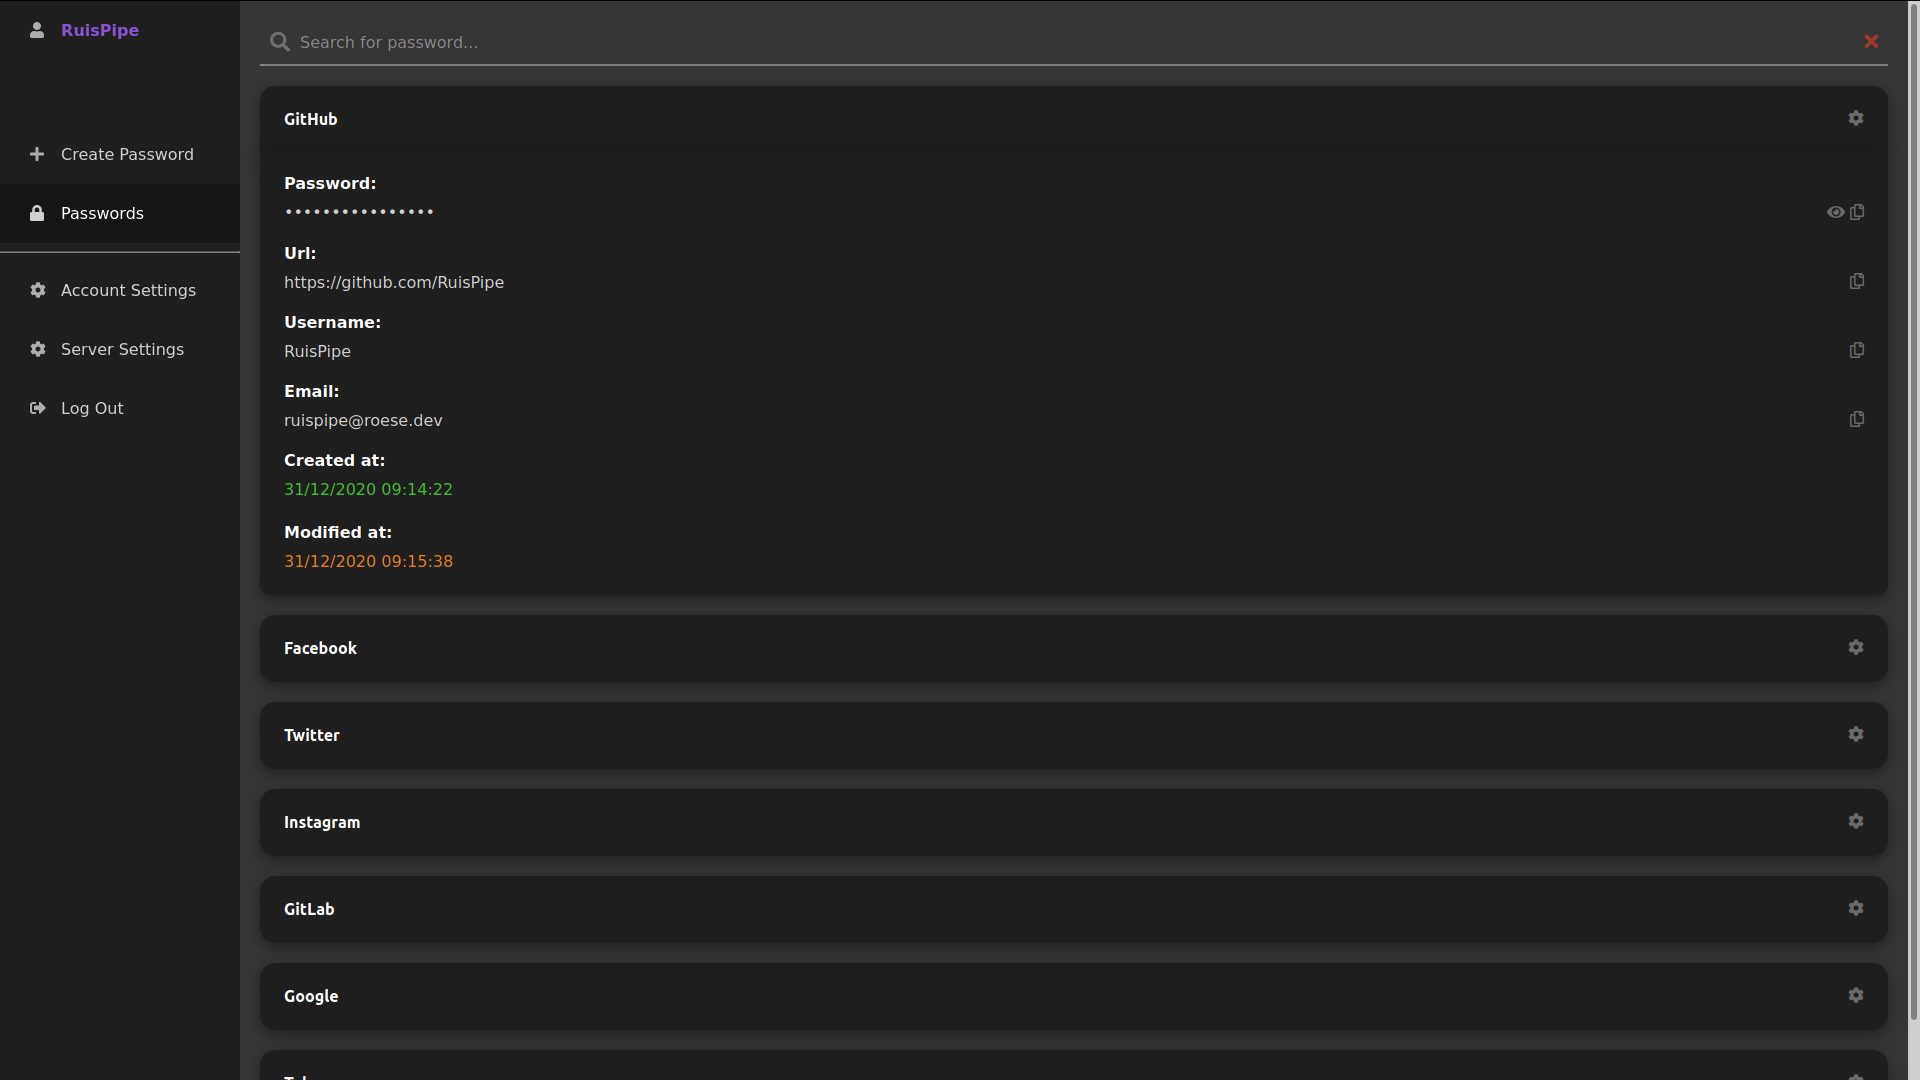 RuisPipe
Create Password
Passwords
Account Settings
Server Settings
Log Out
Search for password...
GitHub
Password:
••••••••••••••••
Url:
https://github.com/RuisPipe
Username:
RuisPipe
Email:
ruispipe@roese.dev
Created at:
31/12/2020 09:14:22
Modified at:
31/12/2020 09:15:38
Facebook
Twitter
Instagram
GitLab
Google